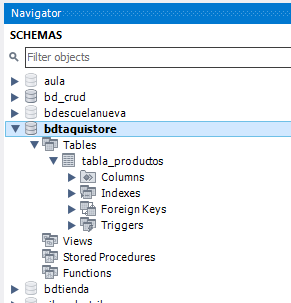 Navigator
SCHEMAS
Filter objects
aula
bd_crud
bdescuelanueva
bdtaquistore
Tables
tabla_productos
Columns
Indexes
Foreign Keys
Triggers
Views
Stored Procedures
Functions
bdtienda